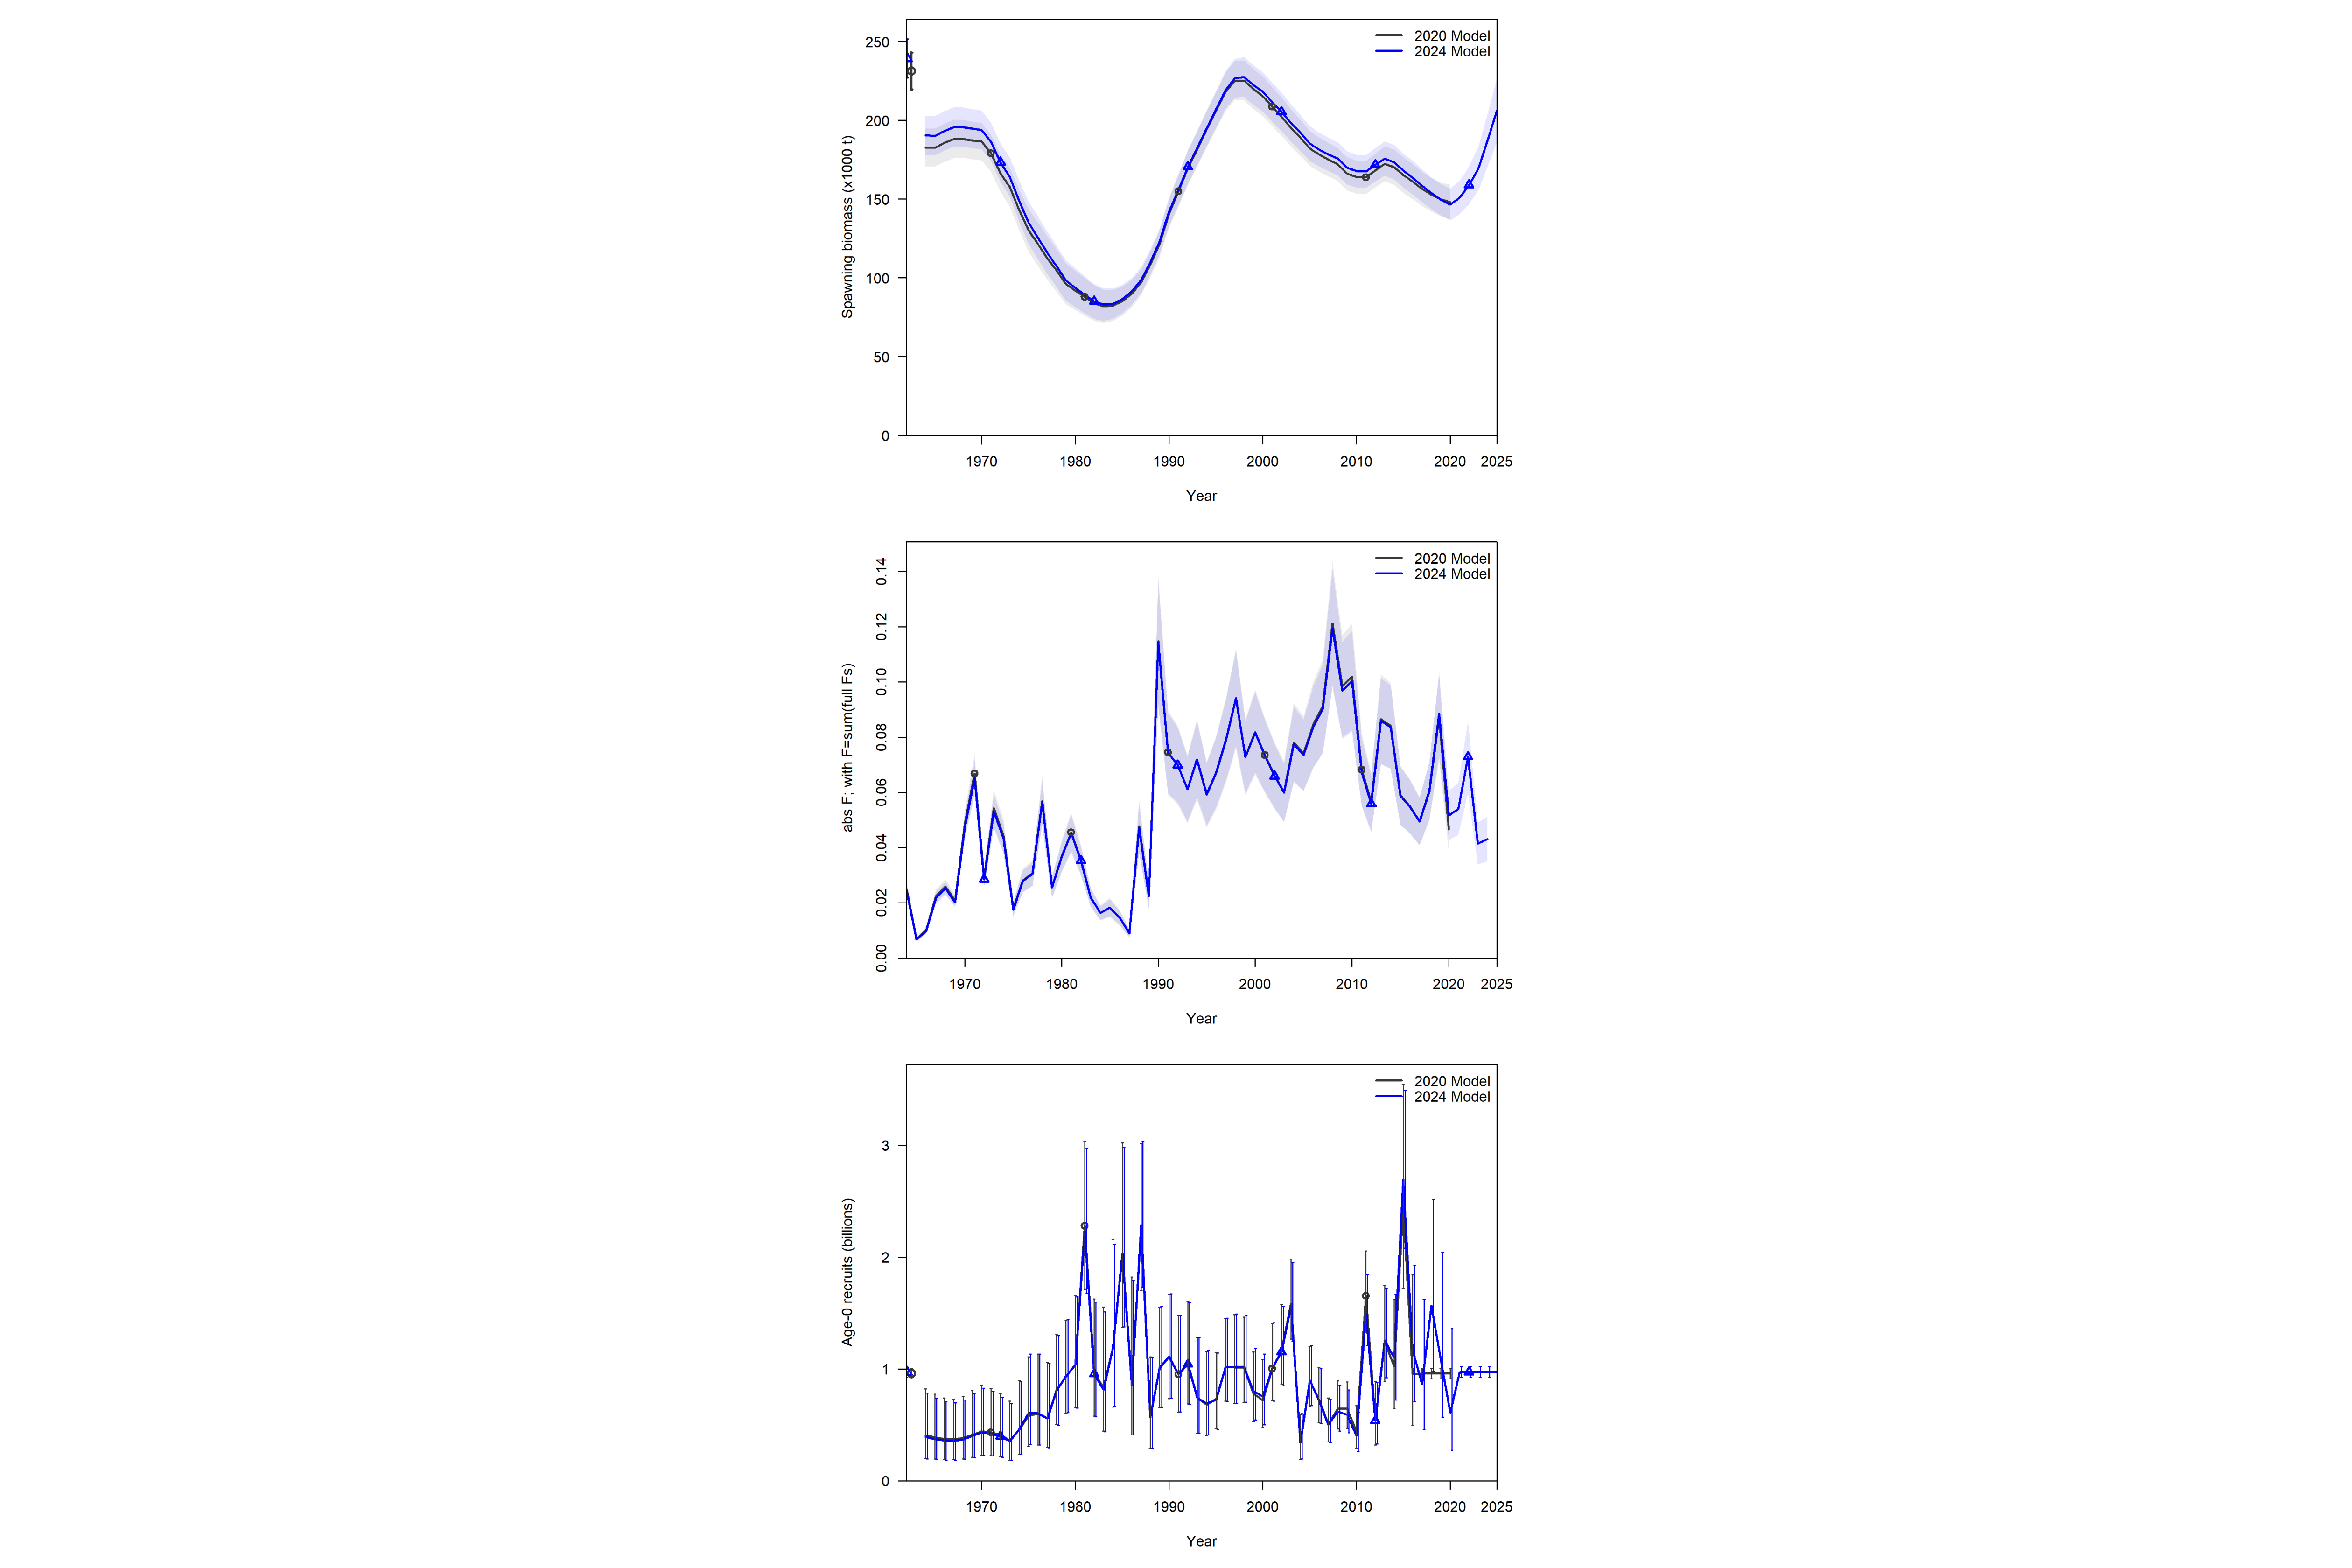 2020 Model
2024 Model
Spawning biomass (x1000 t)
250
200
150
100
50
0
1970 1980 1990 2000 2010 2020 2025
Year
2020 Model
2024 Model
abs F; with F=sum(full Fs)
0.14
0.12
0.10
0.08
0.06
0.04
0.02
0.00
1970 1980 1990 2000 2010 2020 2025
Year
2020 Model
2024 Model
Age-0 recruits (billions)
3
2
1
0
1970 1980 1990 2000 2010 2020 2025
Year